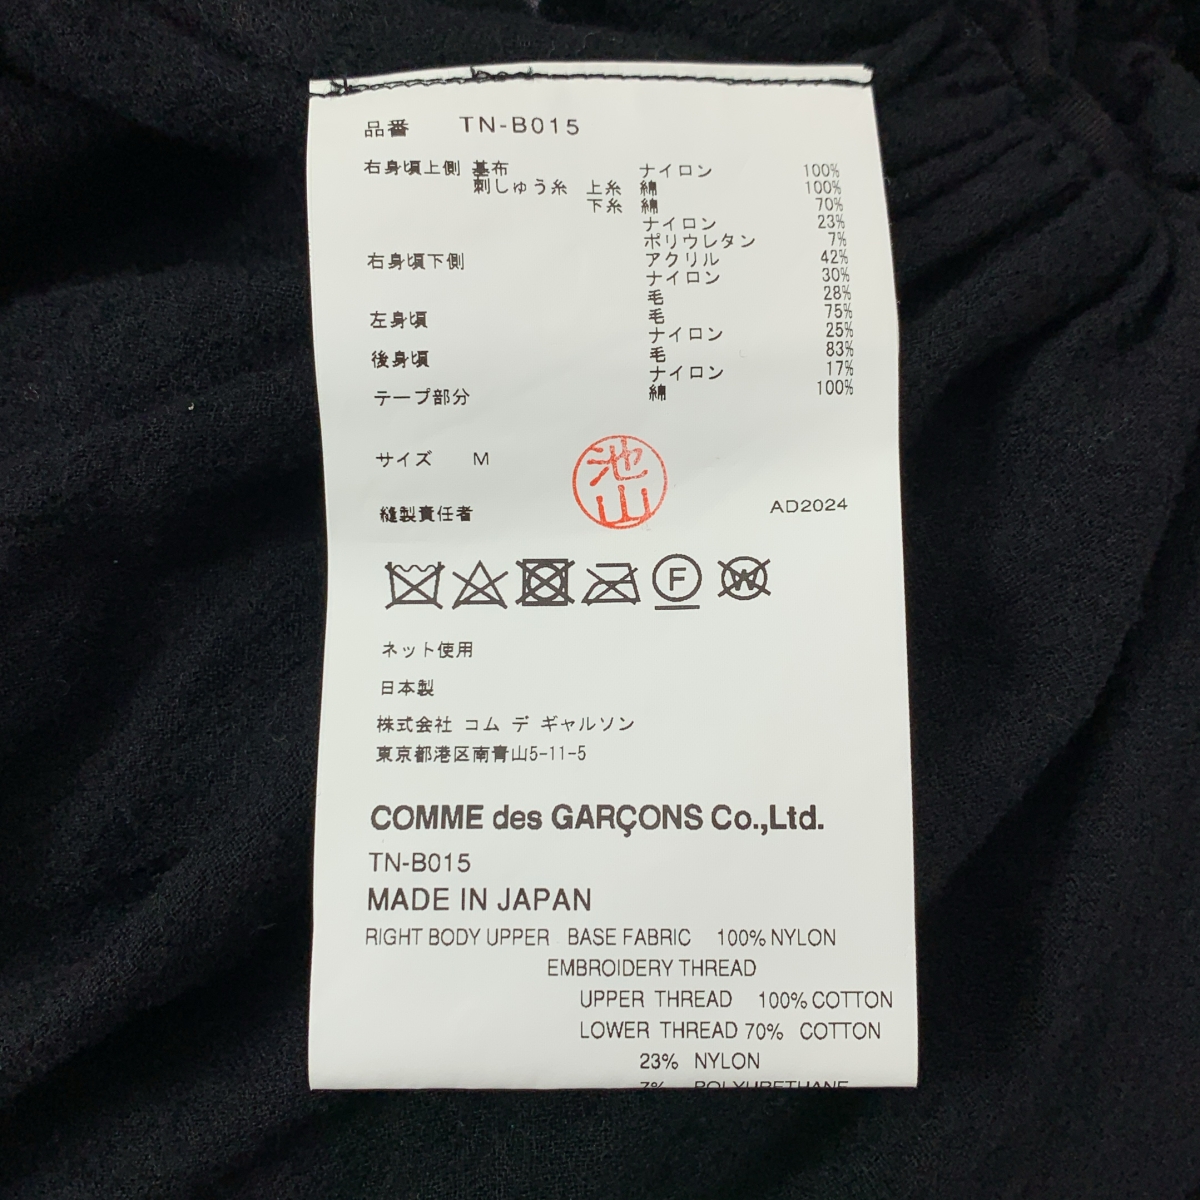 品番 TN-B015
右身頃上側 基布 ナイロン 100%
刺しゅう糸 上糸 綿 100%
下糸 綿 70%
ナイロン 23%
ポリウレタン 7%
右身頃下側 アクリル 42%
ナイロン 30%
毛 28%
左身頃 毛 75%
ナイロン 25%
後身頃 毛 83%
ナイロン 17%
テープ部分 綿 100%
サイズ M
池山
縫製責任者 AD2024
F W
ネット使用
日本製
株式会社 コム デ ギャルソン
東京都港区南青山5-11-5
COMME des GARÇONS Co.,Ltd.
TN-B015
MADE IN JAPAN
RIGHT BODY UPPER BASE FABRIC 100% NYLON
EMBROIDERY THREAD
UPPER THREAD 100% COTTON
LOWER THREAD 70% COTTON
23% NYLON
7% POLYURETHANE